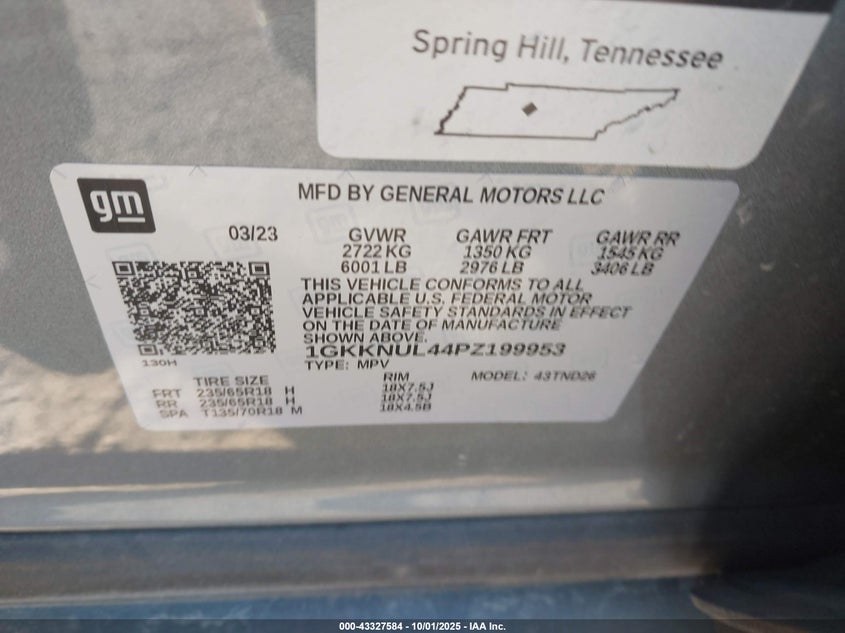 Spring Hill, Tennessee
gm
MFD BY GENERAL MOTORS LLC
03/23
GVWR GAWR FRT GAWR RR
2722 KG 1350 KG 1545 KG
6001 LB 2976 LB 3406 LB
THIS VEHICLE CONFORMS TO ALL
APPLICABLE U.S. FEDERAL MOTOR
VEHICLE SAFETY STANDARDS IN EFFECT
ON THE DATE OF MANUFACTURE
SHOWN ABOVE.
1GKKNUL44PZ199953
130H
TYPE: MPV
TIRE SIZE RIM MODEL: 43TND26
FRT 235/65R18 H 18X7.5J
RR 235/65R18 H 18X7.5J
SPA T135/70R18 M 18X4.5B
000-43327584 - 10/01/2025 - IAA Inc.